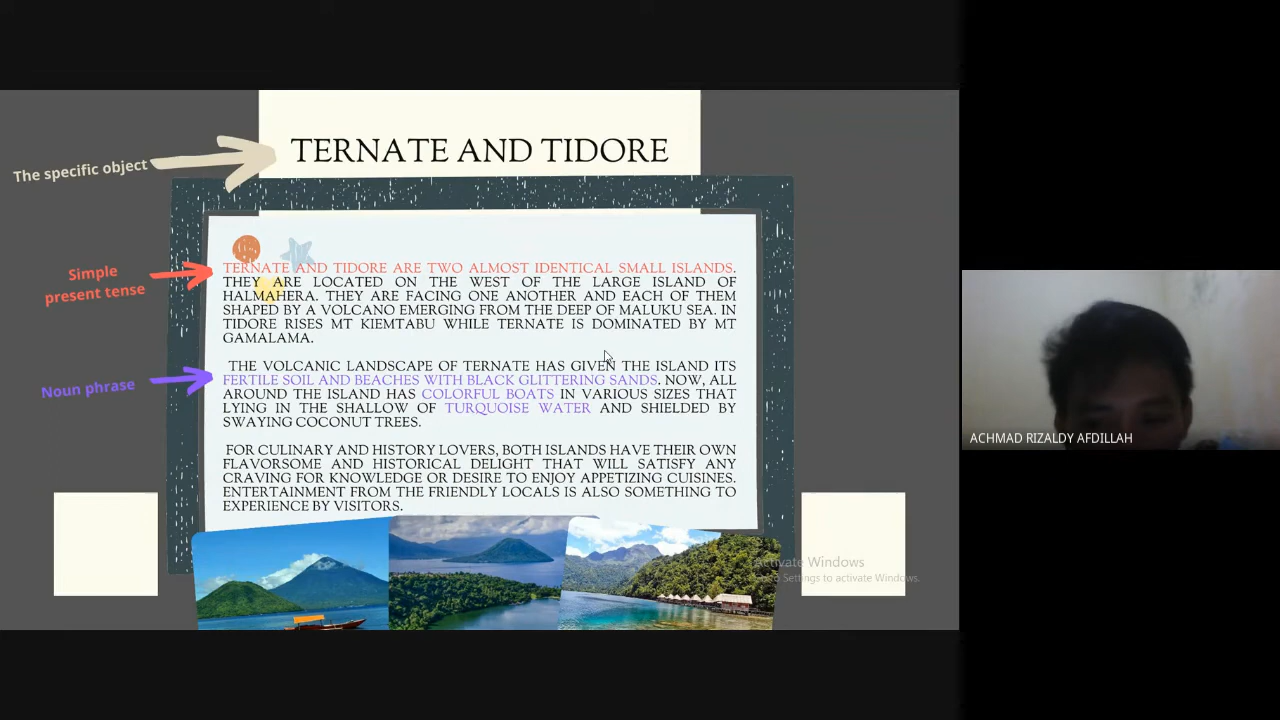 TERNATE AND TIDORE
The specific object
Simple
present tense
TERNATE AND TIDORE ARE TWO ALMOST IDENTICAL SMALL ISLANDS.
THEY ARE LOCATED ON THE WEST OF THE LARGE ISLAND OF
HALMAHERA. THEY ARE FACING ONE ANOTHER AND EACH OF THEM
SHAPED BY A VOLCANO EMERGING FROM THE DEEP OF MALUKU SEA. IN
TIDORE RISES MT KIEMTABU WHILE TERNATE IS DOMINATED BY MT
GAMALAMA.
Noun phrase
THE VOLCANIC LANDSCAPE OF TERNATE HAS GIVEN THE ISLAND ITS
FERTILE SOIL AND BEACHES WITH BLACK GLITTERING SANDS. NOW, ALL
AROUND THE ISLAND HAS COLORFUL BOATS IN VARIOUS SIZES THAT
LYING IN THE SHALLOW OF TURQUOISE WATER AND SHIELDED BY
SWAYING COCONUT TREES.
FOR CULINARY AND HISTORY LOVERS, BOTH ISLANDS HAVE THEIR OWN
FLAVORSOME AND HISTORICAL DELIGHT THAT WILL SATISFY ANY
CRAVING FOR KNOWLEDGE OR DESIRE TO ENJOY APPETIZING CUISINES.
ENTERTAINMENT FROM THE FRIENDLY LOCALS IS ALSO SOMETHING TO
EXPERIENCE BY VISITORS.
Activate Windows
to Settings to activate Windows.
ACHMAD RIZALDY AFDILLAH